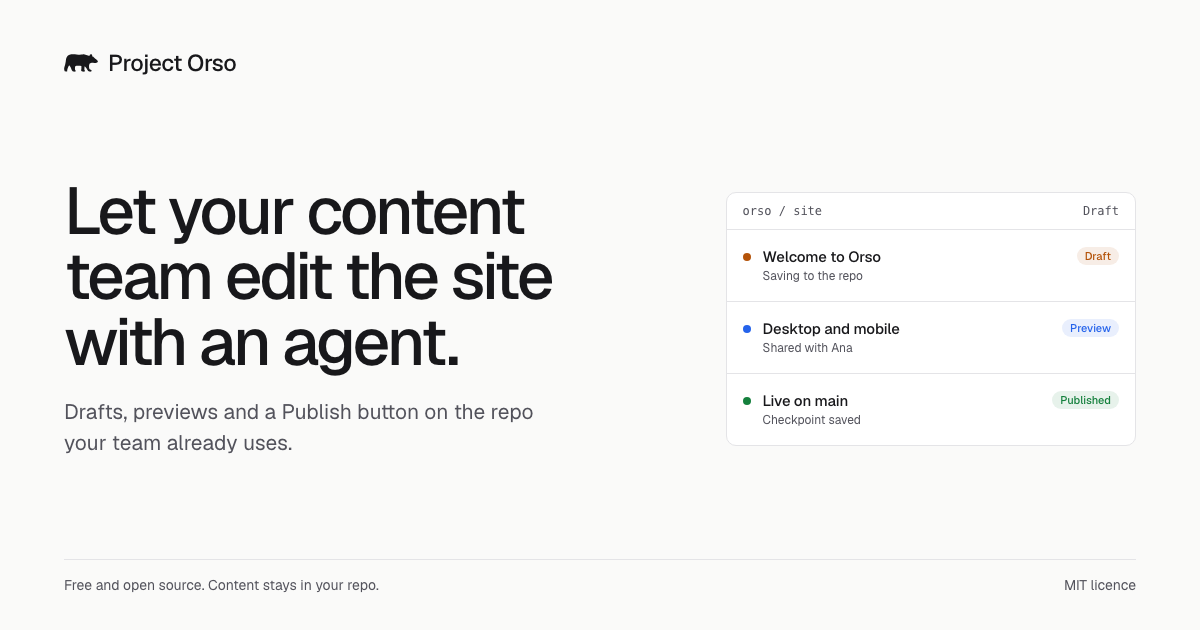 Project Orso
Let your content
team edit the site
with an agent.
Drafts, previews and a Publish button on the repo
your team already uses.
orso / site
Draft
Welcome to Orso
Draft
Saving to the repo
Desktop and mobile
Preview
Shared with Ana
Live on main
Published
Checkpoint saved
Free and open source. Content stays in your repo.
MIT licence